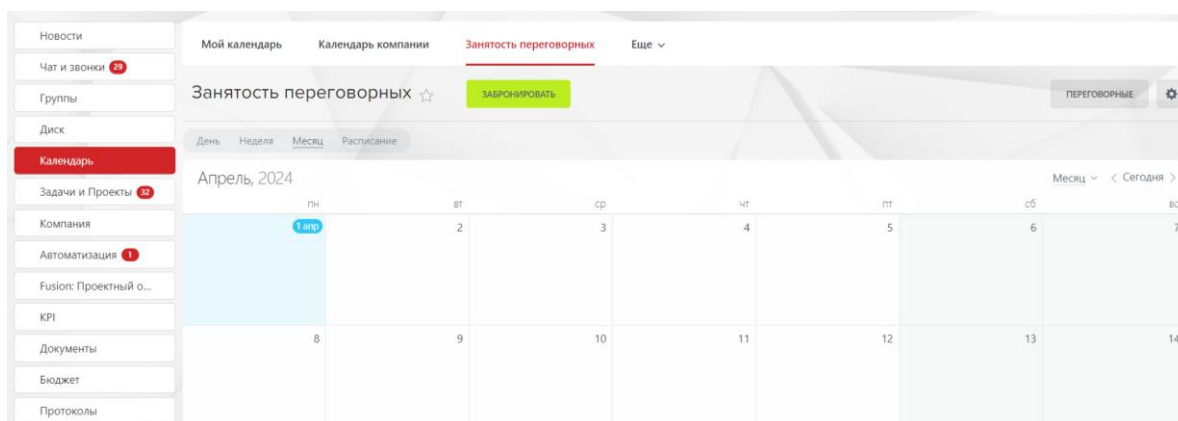 Новости
Чат и звонки 29
Группы
Диск
Календарь
Задачи и Проекты 32
Компания
Автоматизация 1
Fusion: Проектный о...
KPI
Документы
Бюджет
Протоколы
Мой календарь Календарь компании Занятость переговорных Еще
Занятость переговорных ЗАБРОНИРОВАТЬ ПЕРЕГОВОРНЫЕ
День Неделя Месяц Расписание
Апрель, 2024 Месяц Сегодня
пн вт ср чт пт сб вс
1 апр 2 3 4 5 6 7
8 9 10 11 12 13 14